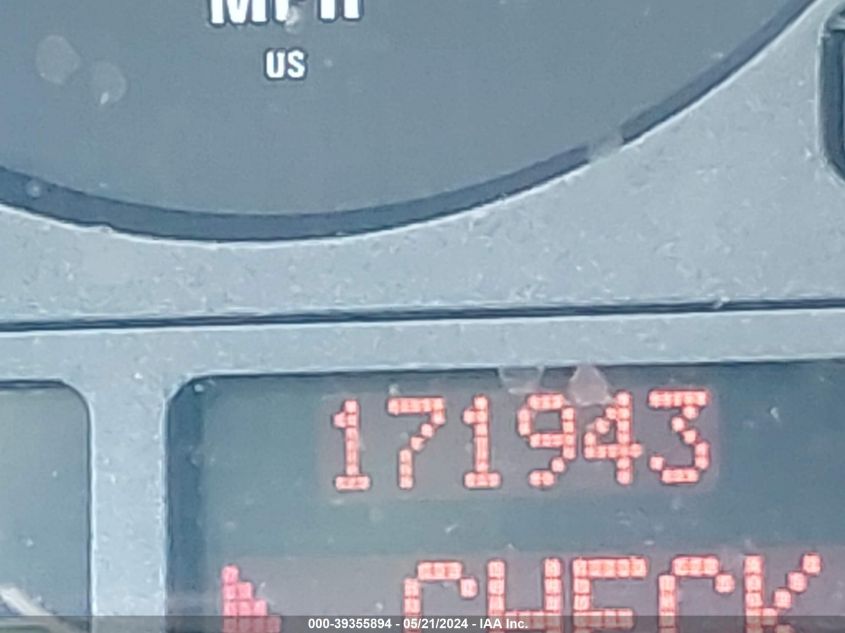 MPH
US
171943
CHECK
000-39355894 - 05/21/2024 - IAA Inc.